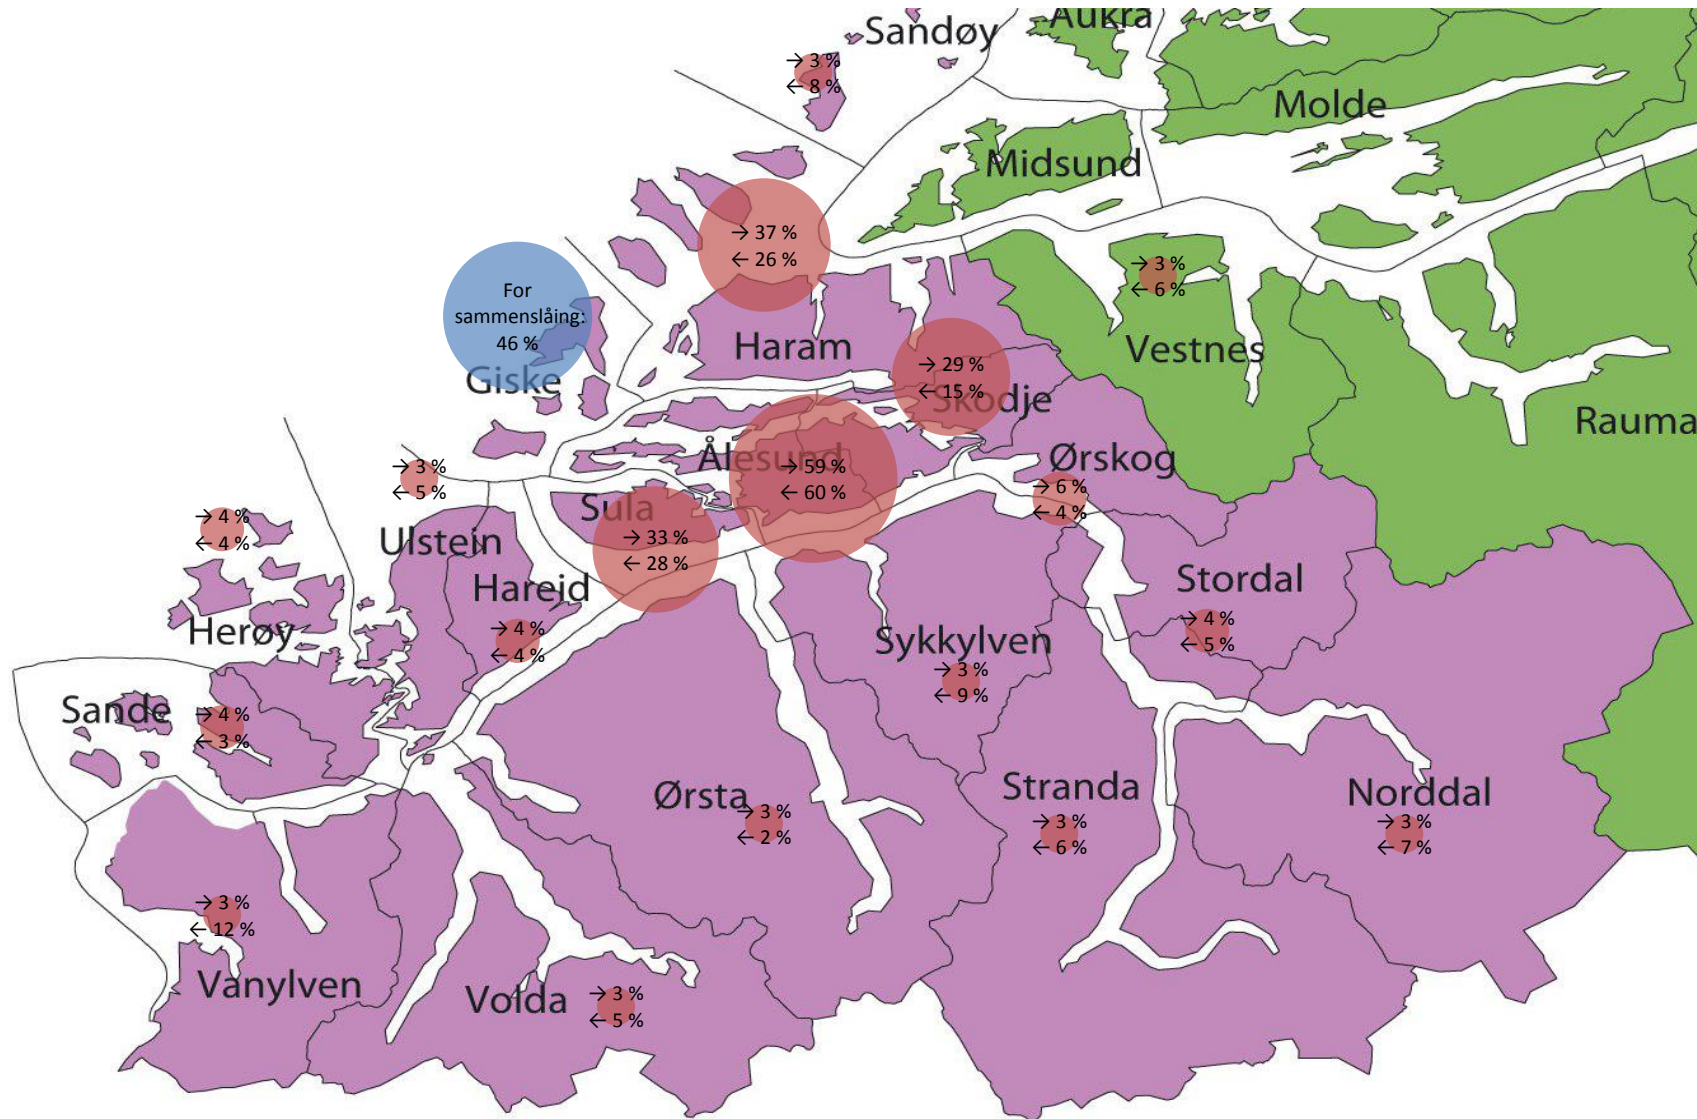 Sandøy
Aukra
→ 3 %
← 8 %
Molde
Midsund
→ 37 %
← 26 %
→ 3 %
← 6 %
For
sammenslåing:
46 %
Haram
Vestnes
Giske
→ 29 %
← 15 %
Skodje
Rauma
Ålesund
→ 59 %
← 60 %
Ørskog
→ 6 %
← 4 %
→ 3 %
← 5 %
Sula
→ 33 %
← 28 %
→ 4 %
← 4 %
Ulstein
Hareid
→ 4 %
← 4 %
Stordal
→ 4 %
← 5 %
Herøy
Sykkylven
→ 3 %
← 9 %
Sande
→ 4 %
← 3 %
Ørsta
→ 3 %
← 2 %
Stranda
→ 3 %
← 6 %
Norddal
→ 3 %
← 7 %
→ 3 %
← 12 %
Vanylven
Volda
→ 3 %
← 5 %